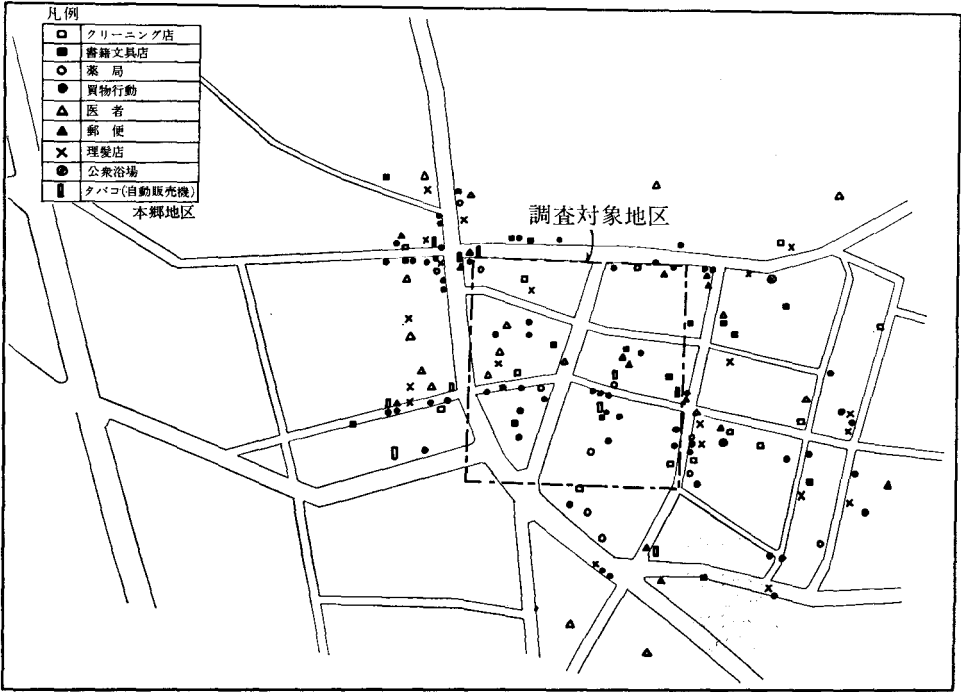 凡例
クリーニング店
書籍文具店
薬局
買物行動
医者
郵便
理髪店
公衆浴場
タバコ(自動販売機)
本郷地区
調査対象地区